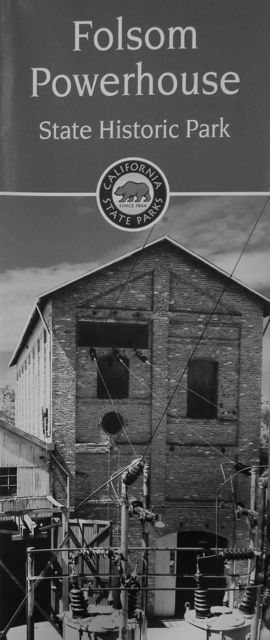 Folsom
Powerhouse
State Historic Park
CALIFORNIA
SINCE 1864
STATE PARKS